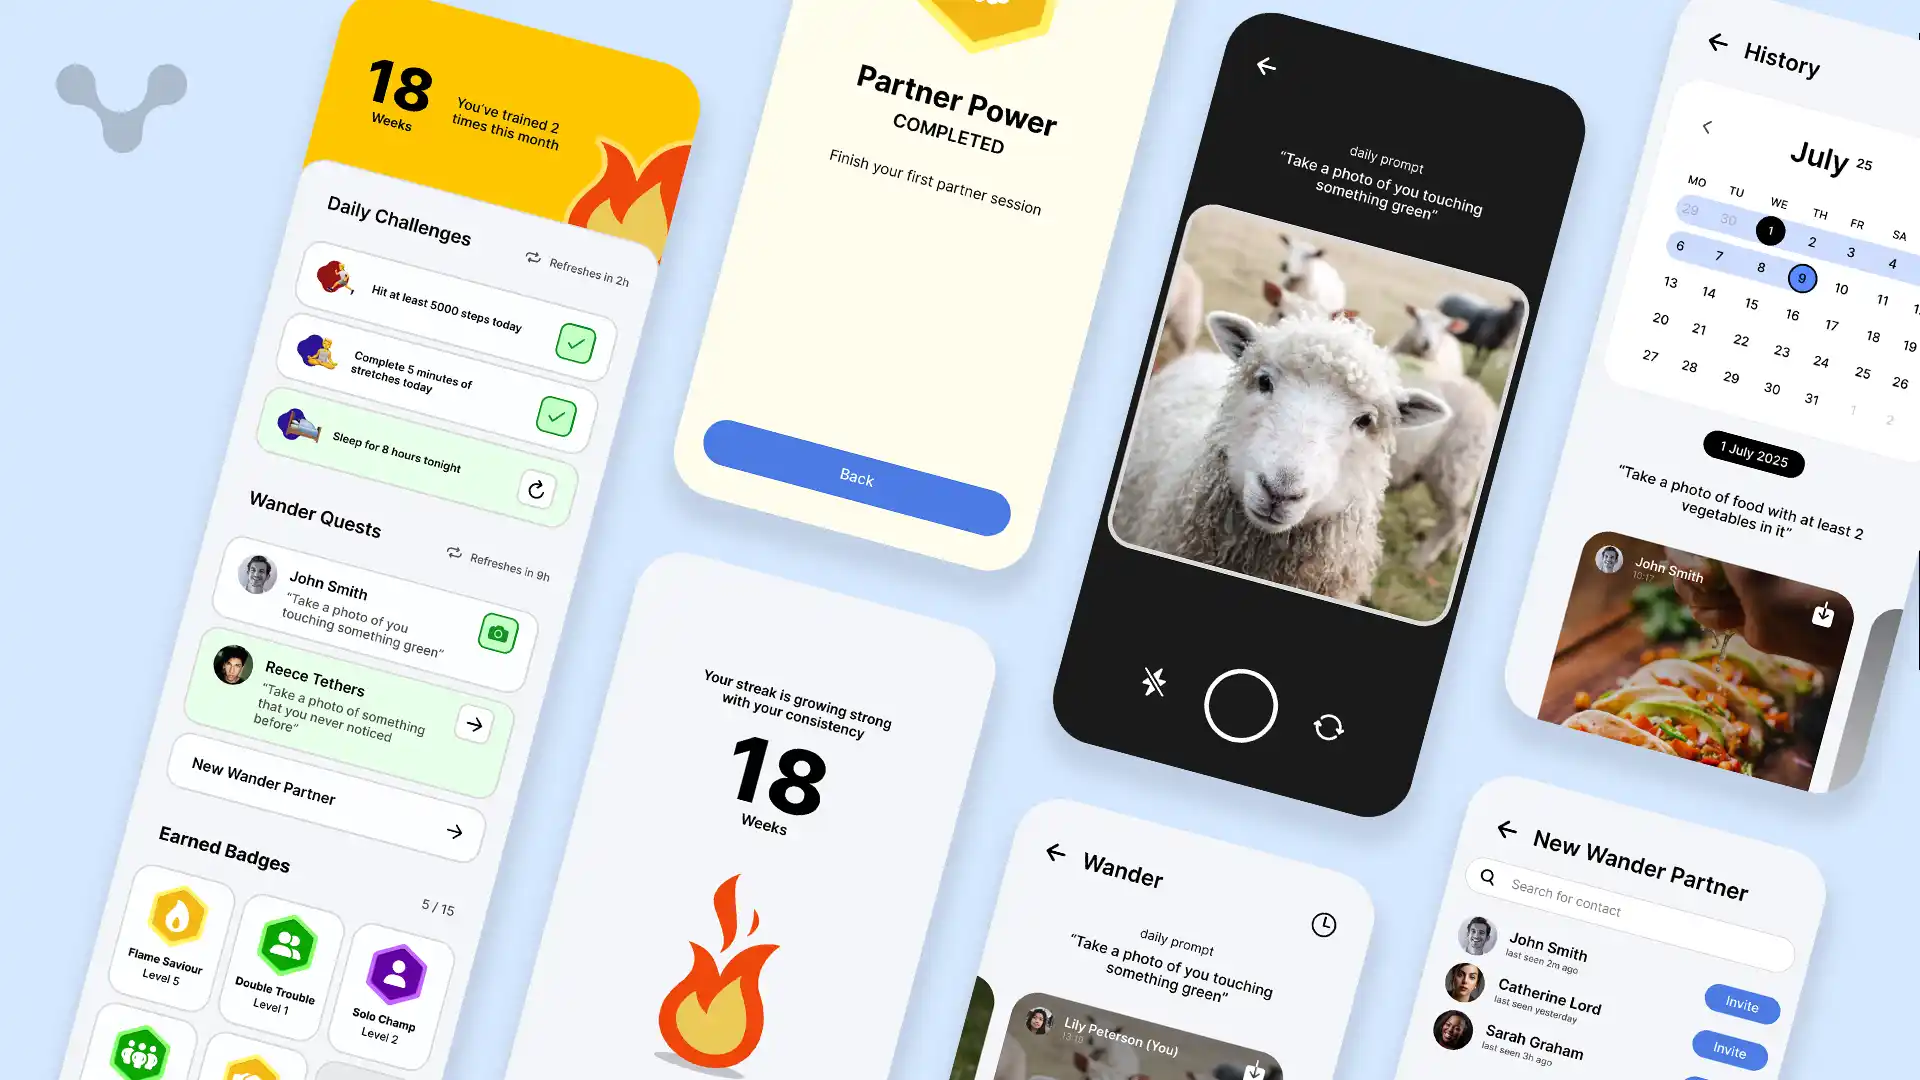 18
Weeks
You've trained 2
times this month
Daily Challenges
Refreshes in 2h
Hit at least 5000 steps today
Complete 5 minutes of
stretches today
Sleep for 8 hours tonight
Wander Quests
Refreshes in 9h
John Smith
“Take a photo of you
touching something green”
Reece Tethers
“Take a photo of something
that you never noticed
before”
New Wander Partner
Earned Badges
5 / 15
Flame Saviour
Level 5
Double Trouble
Level 1
Solo Champ
Level 2
Partner Power
COMPLETED
Finish your first partner session
Back
Your streak is growing strong
with your consistency
18
Weeks
daily prompt
“Take a photo of you touching
something green”
Wander
daily prompt
“Take a photo of you touching
something green”
Lily Peterson (You)
13:19
History
July 25
MO TU WE TH FR SA
29 30 1 2 3 4
6 7 8 9 10 11
13 14 15 16 17 18 19
20 21 22 23 24 25 26
27 28 29 30 31 1 2
1 July 2025
“Take a photo of food with at least 2
vegetables in it”
John Smith
10:17
New Wander Partner
Search for contact
John Smith
last seen 2m ago
Catherine Lord
last seen yesterday
Invite
Sarah Graham
last seen 3h ago
Invite